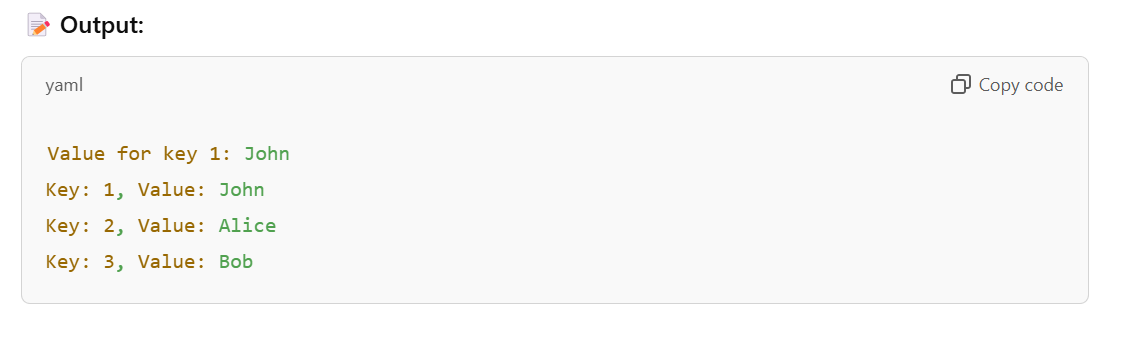 Output:
yaml
Copy code
Value for key 1: John
Key: 1, Value: John
Key: 2, Value: Alice
Key: 3, Value: Bob